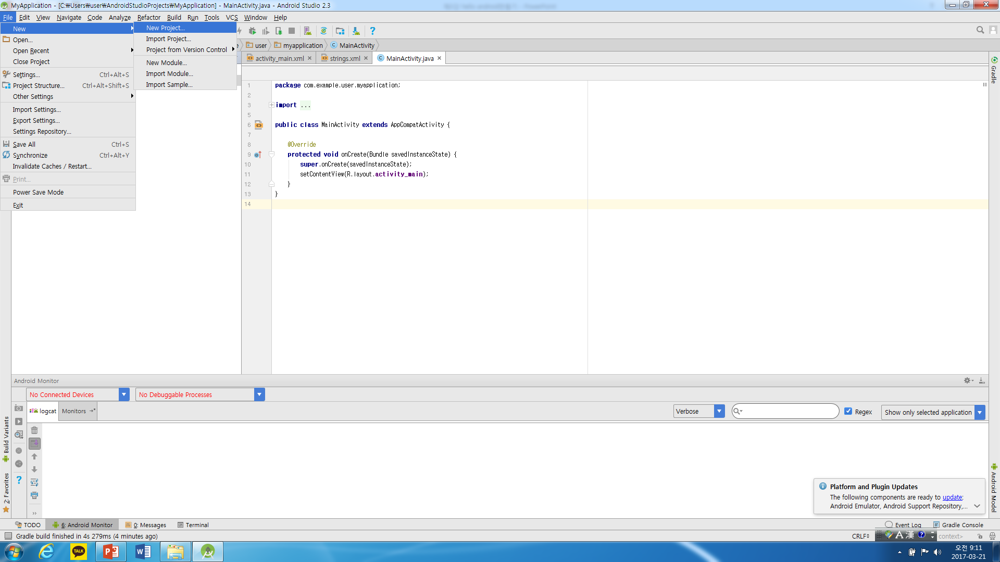 MyApplication - [C:₩Users₩user₩AndroidStudioProjects₩MyApplication] - MainActivity.java - Android Studio 2.3
File Edit View Navigate Code Analyze Refactor Build Run Tools VCS Window Help
New
Open...
Open Recent
Close Project
Settings... Ctrl+Alt+S
Project Structure... Ctrl+Alt+Shift+S
Other Settings
Import Settings...
Export Settings...
Settings Repository...
Save All Ctrl+S
Synchronize Ctrl+Alt+Y
Invalidate Caches / Restart...
Print...
Power Save Mode
Exit
New Project...
Import Project...
Project from Version Control
New Module...
Import Module...
Import Sample...
e user myapplication MainActivity
activity_main.xml strings.xml MainActivity.java
1 package com.example.user.myapplication;
2
3 import ...
5
6 public class MainActivity extends AppCompatActivity {
7
8 @Override
9 protected void onCreate(Bundle savedInstanceState) {
10 super.onCreate(savedInstanceState);
11 setContentView(R.layout.activity_main);
12 }
13 }
14
Gradle
Android Monitor
No Connected Devices No Debuggable Processes
logcat Monitors Verbose Regex Show only selected application
Build Variants
2: Favorites
Android Model
Platform and Plugin Updates
The following components are ready to update:
Android Emulator, Android Support Repository,...
TODO 6: Android Monitor 0: Messages Terminal Event Log Gradle Console
Gradle build finished in 4s 279ms (4 minutes ago) CRLF A 漢 ? context>
TALK
오전 9:11
2017-03-21